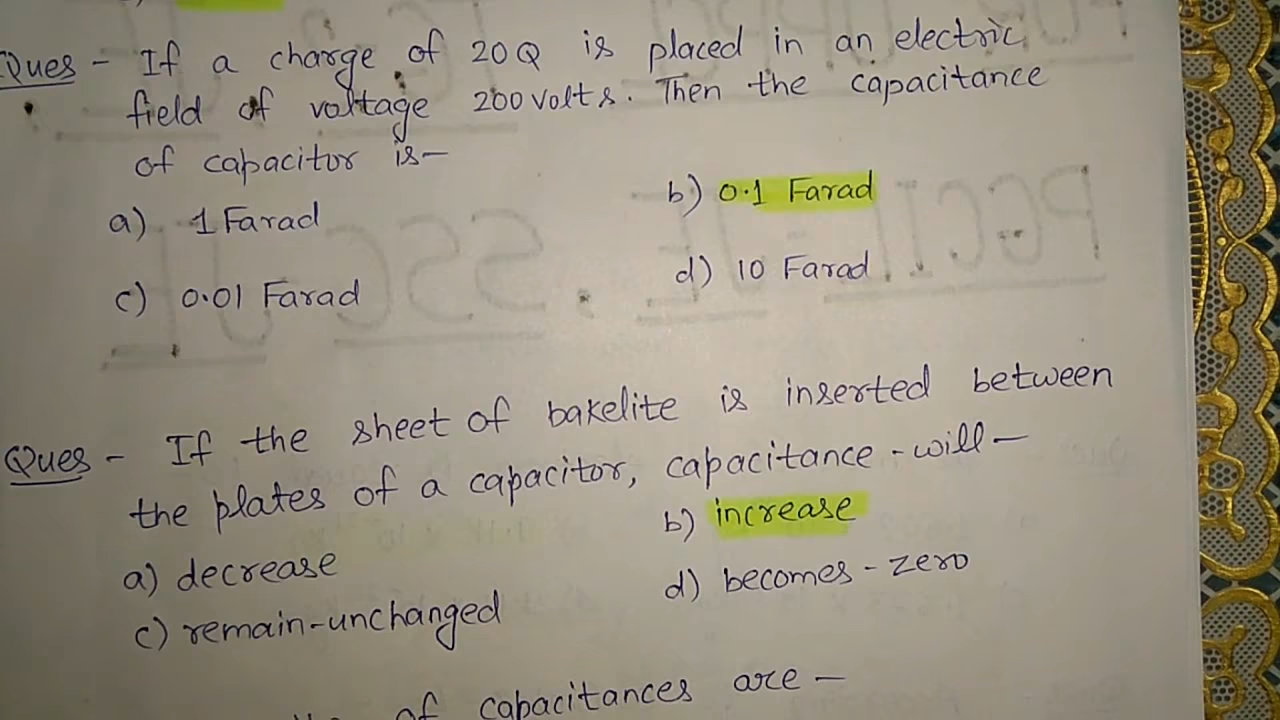 Ques - If a charge of 20Q is placed in an electric
field of voltage 200 volts. Then the capacitance
of capacitor is-
a) 1 Farad
b) 0.1 Farad
c) 0.01 Farad
d) 10 Farad
Ques - If the sheet of bakelite is inserted between
the plates of a capacitor, capacitance - will -
a) decrease
b) increase
c) remain-unchanged
d) becomes - zero
of capacitances are -